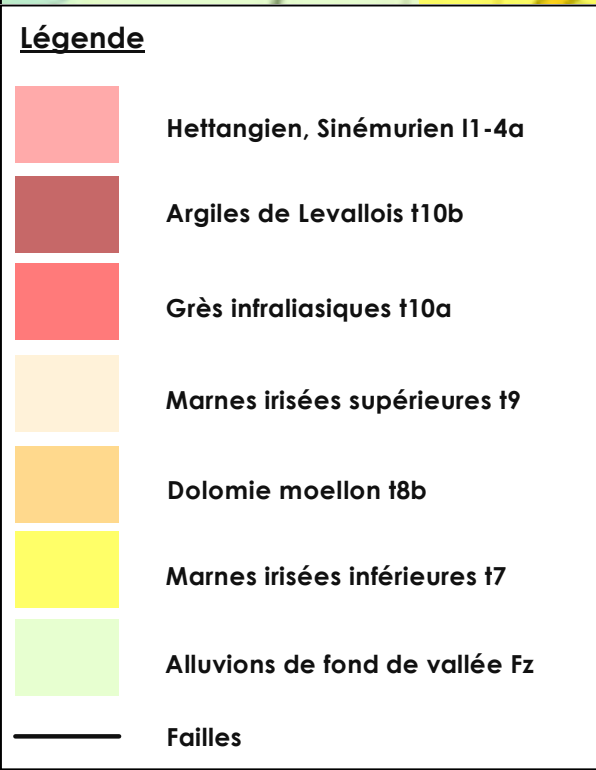 Légende
Hettangien, Sinémurien l1-4a
Argiles de Levallois t10b
Grès infraliasiques t10a
Marnes irisées supérieures t9
Dolomie moellon t8b
Marnes irisées inférieures t7
Alluvions de fond de vallée Fz
Failles